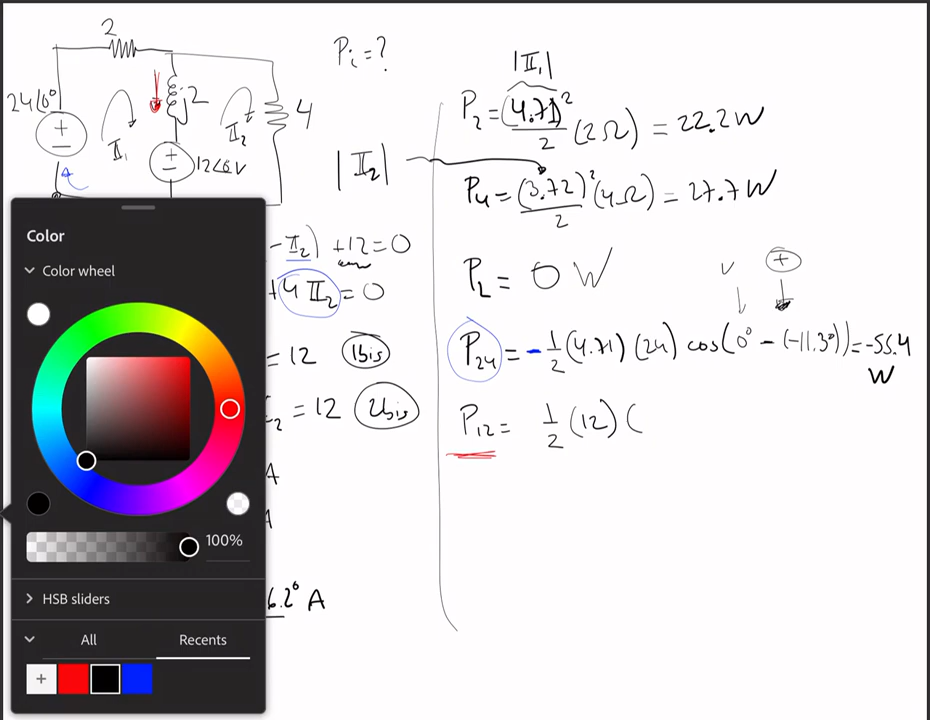 2
24∠0°
j2
4
𝕀₁
𝕀₂
12∠0 V
Pᵢ = ?
|𝕀₂|
- 𝕀₂) + 12 = 0
+ 4 𝕀₂ = 0
= 12 (1bis)
₂ = 12 (2bis)
A
A
6.2° A
|𝕀₁|
P₂ = (4.71)²/2 (2Ω) = 22.2 W
P₄ = (3.72)²/2 (4Ω) = 27.7 W
P_L = 0 W
v +
P₂₄ = - 1/2 (4.71) (24) cos(0° - (-11.3°)) = -55.4
W
P₁₂ = 1/2 (12) (
Color
Color wheel
100%
HSB sliders
All Recents
+